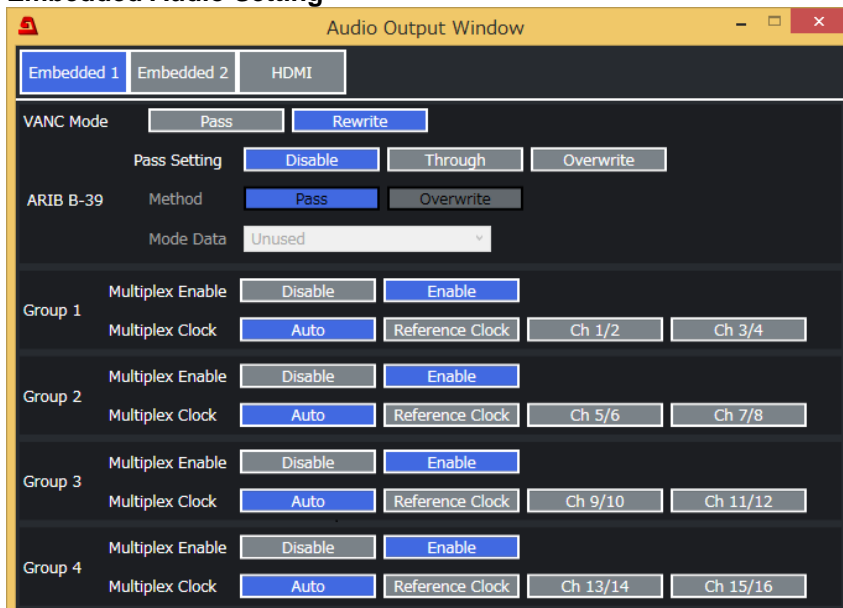 Embedded Audio Setting
Audio Output Window
Embedded 1 Embedded 2 HDMI
VANC Mode Pass Rewrite
Pass Setting Disable Through Overwrite
ARIB B-39 Method Pass Overwrite
Mode Data Unused
Group 1
Multiplex Enable Disable Enable
Multiplex Clock Auto Reference Clock Ch 1/2 Ch 3/4
Group 2
Multiplex Enable Disable Enable
Multiplex Clock Auto Reference Clock Ch 5/6 Ch 7/8
Group 3
Multiplex Enable Disable Enable
Multiplex Clock Auto Reference Clock Ch 9/10 Ch 11/12
Group 4
Multiplex Enable Disable Enable
Multiplex Clock Auto Reference Clock Ch 13/14 Ch 15/16